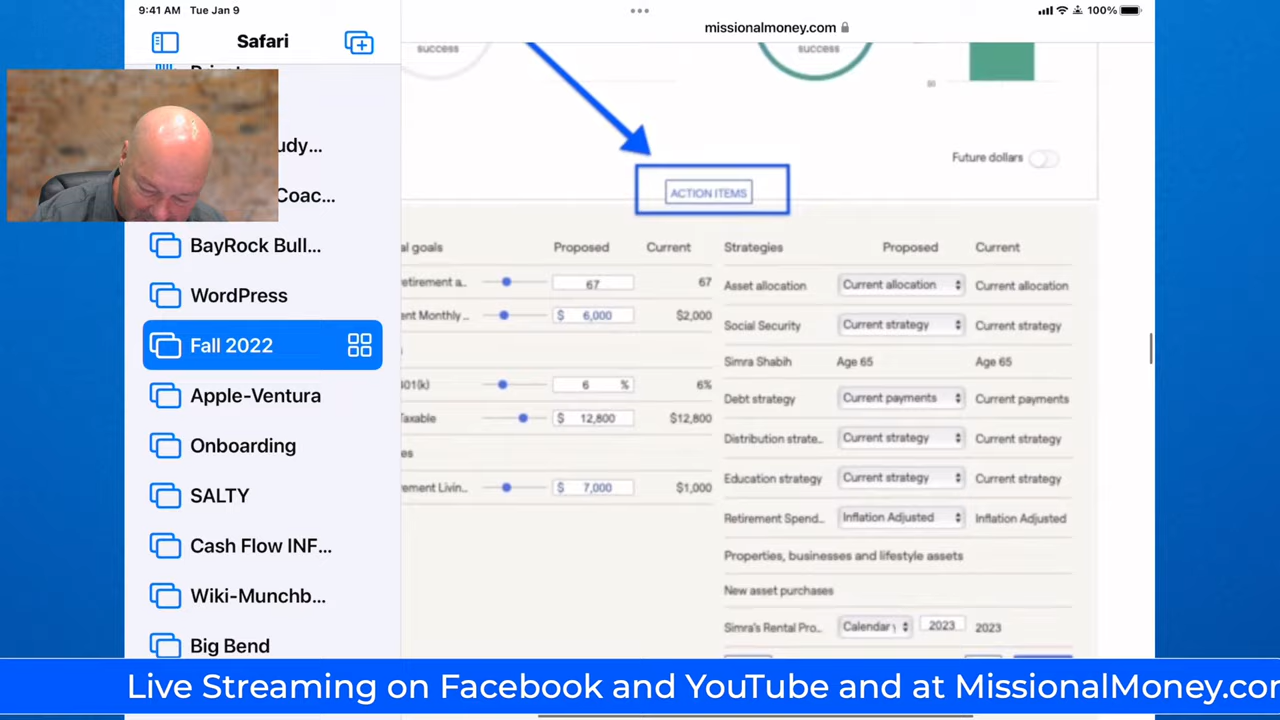 9:41 AM Tue Jan 9
missionalmoney.com
100%
Safari
success
success
$0
udy...
Coac...
BayRock Bull...
WordPress
Fall 2022
Apple-Ventura
Onboarding
SALTY
Cash Flow INF...
Wiki-Munchb...
Big Bend
Future dollars
ACTION ITEMS
al goals Proposed Current
etirement a... 67 67
ent Monthly ... $ 6,000 $2,000
401(k) 6 % 6%
Taxable $ 12,800 $12,800
es
ement Livin... $ 7,000 $1,000
Strategies Proposed Current
Asset allocation Current allocation Current allocation
Social Security Current strategy Current strategy
Simra Shabih Age 65 Age 65
Debt strategy Current payments Current payments
Distribution strate... Current strategy Current strategy
Education strategy Current strategy Current strategy
Retirement Spend... Inflation Adjusted Inflation Adjusted
Properties, businesses and lifestyle assets
New asset purchases
Simra's Rental Pro... Calendar y 2023 2023
Live Streaming on Facebook and YouTube and at MissionalMoney.com